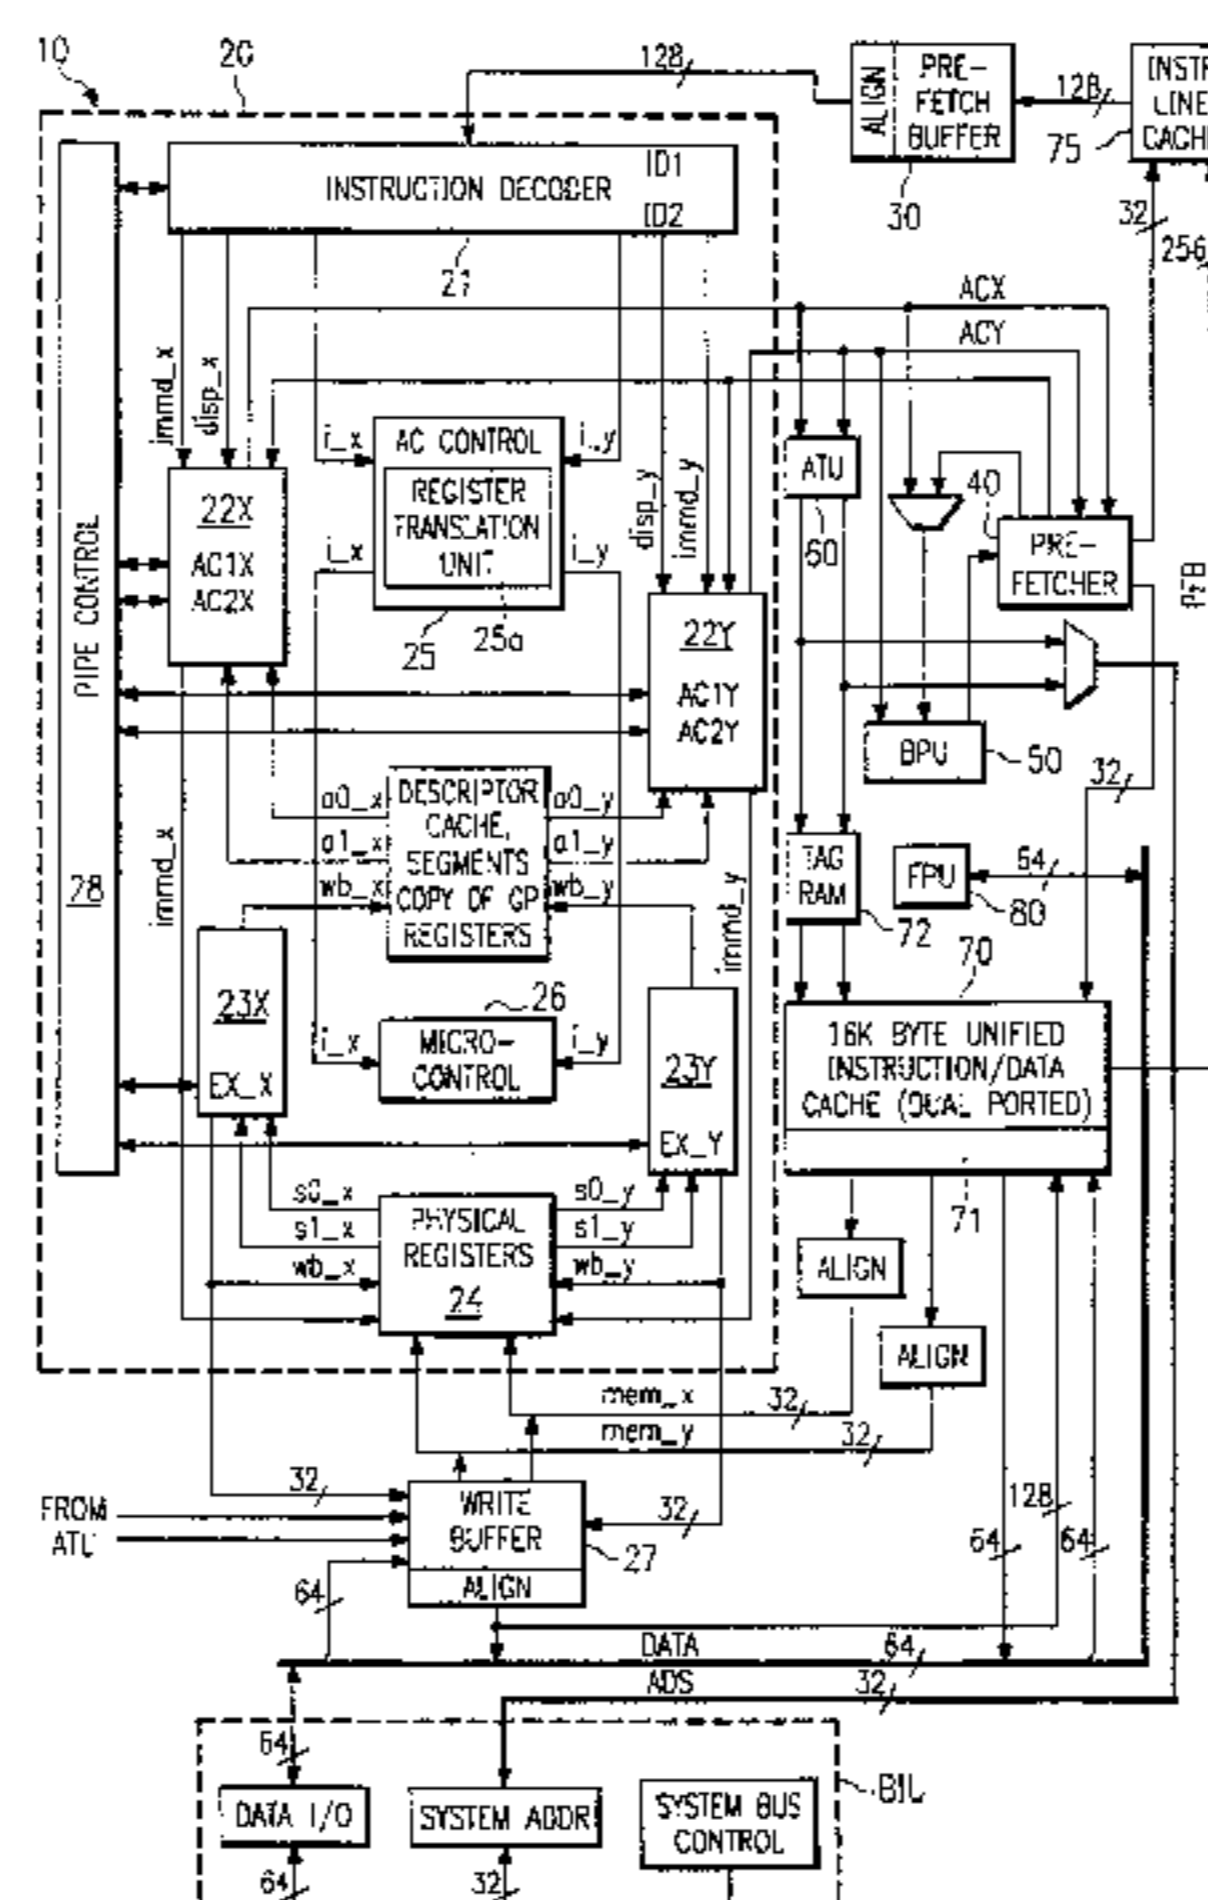 10
20
128
ALIGN
PRE-
FETCH
BUFFER
30
128
INSTR
LINE
CACHE
75
32
256
INSTRUCTION DECODER
ID1
ID2
21
ACX
ACY
immd_x
disp_x
i_x
AC CONTROL
i_y
REGISTER
TRANSLATION
UNIT
i_x
i_y
25
25a
disp_y
immd_y
ATU
60
40
PRE-
FETCHER
PFB
PIPE CONTROL
28
22X
AC1X
AC2X
22Y
AC1Y
AC2Y
BPU
50
32
a0_x
a1_x
wb_x
DESCRIPTOR
CACHE,
SEGMENTS
COPY OF GP
REGISTERS
a0_y
a1_y
wb_y
immd_x
immd_y
TAG
RAM
72
FPU
80
64
70
23X
EX_X
26
i_x
MICRO-
CONTROL
i_y
23Y
EX_Y
16K BYTE UNIFIED
INSTRUCTION/DATA
CACHE (DUAL PORTED)
71
s0_x
s1_x
wb_x
PHYSICAL
REGISTERS
24
s0_y
s1_y
wb_y
ALIGN
ALIGN
mem_x
32
mem_y
32
FROM
ATU
32
WRITE
BUFFER
ALIGN
32
27
64
128
64
64
DATA
64
ADS
32
64
DATA I/O
SYSTEM ADDR
SYSTEM BUS
CONTROL
BIU
64
32